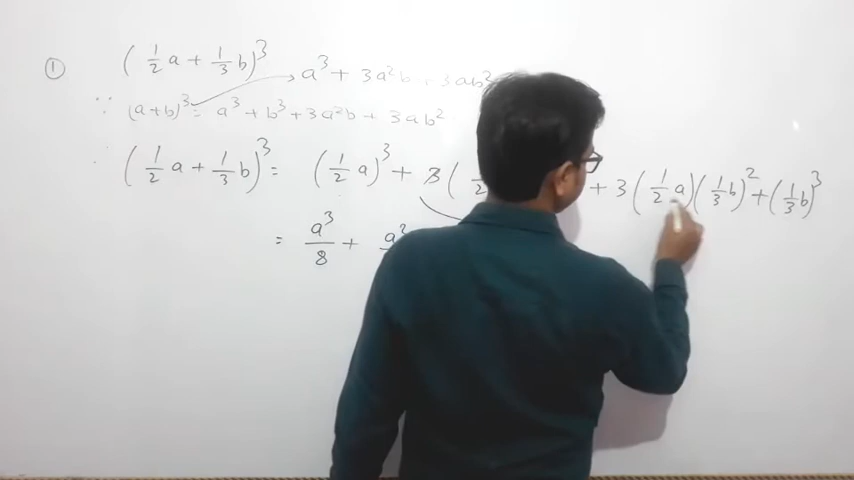 ① (1/2 a + 1/3 b)³
a³ + 3a²b + 3ab²
∵ (a+b)³ = a³ + b³ + 3a²b + 3ab²
∴ (1/2 a + 1/3 b)³ = (1/2 a)³ + 3( + 3(1/2 a)(1/3 b)² + (1/3 b)³
= a³/8 + a²